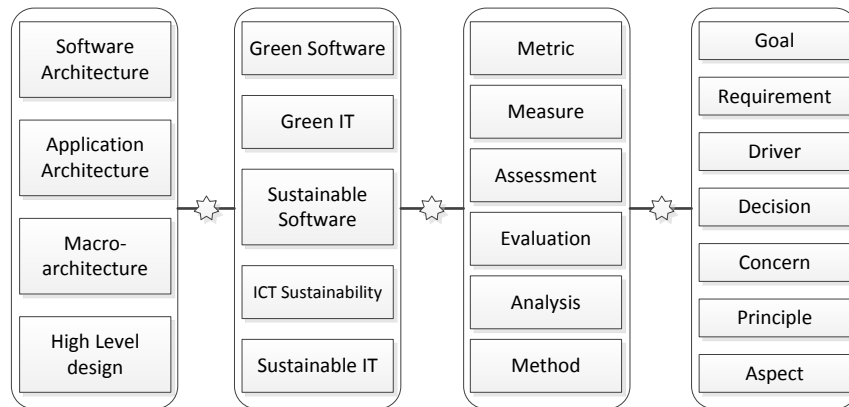 Software
Architecture
Application
Architecture
Macro-
architecture
High Level
design
Green Software
Green IT
Sustainable
Software
ICT Sustainability
Sustainable IT
Metric
Measure
Assessment
Evaluation
Analysis
Method
Goal
Requirement
Driver
Decision
Concern
Principle
Aspect